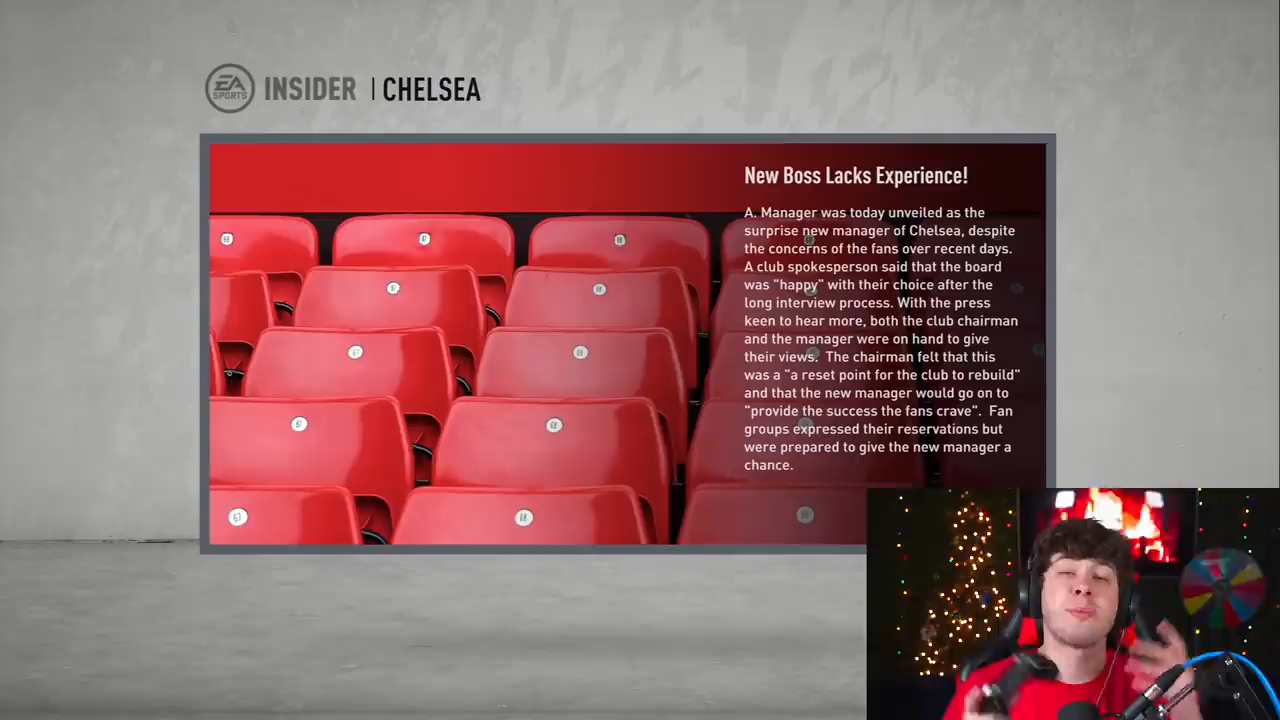 EA
SPORTS
INSIDER | CHELSEA
New Boss Lacks Experience!
A. Manager was today unveiled as the
surprise new manager of Chelsea, despite
the concerns of the fans over recent days.
A club spokesperson said that the board
was "happy" with their choice after the
long interview process. With the press
keen to hear more, both the club chairman
and the manager were on hand to give
their views. The chairman felt that this
was a "a reset point for the club to rebuild"
and that the new manager would go on to
"provide the success the fans crave". Fan
groups expressed their reservations but
were prepared to give the new manager a
chance.